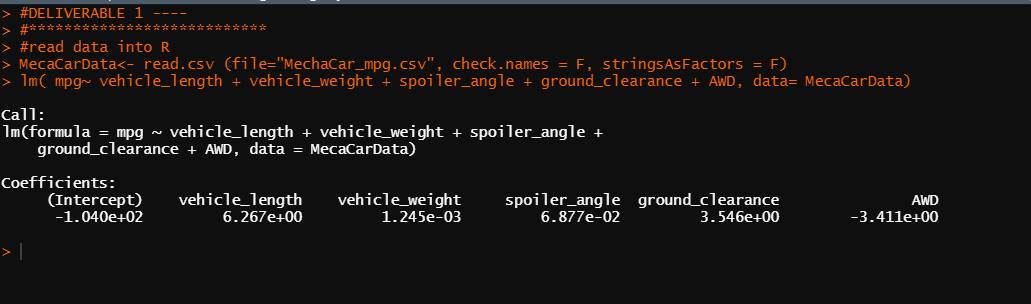 > #DELIVERABLE 1 ----
> #***************************
> #read data into R
> MecaCarData<- read.csv (file="MechaCar_mpg.csv", check.names = F, stringsAsFactors = F)
> lm( mpg~ vehicle_length + vehicle_weight + spoiler_angle + ground_clearance + AWD, data= MecaCarData)
Call:
lm(formula = mpg ~ vehicle_length + vehicle_weight + spoiler_angle +
    ground_clearance + AWD, data = MecaCarData)
Coefficients:
     (Intercept)    vehicle_length    vehicle_weight     spoiler_angle  ground_clearance               AWD
      -1.040e+02         6.267e+00         1.245e-03         6.877e-02         3.546e+00        -3.411e+00
>